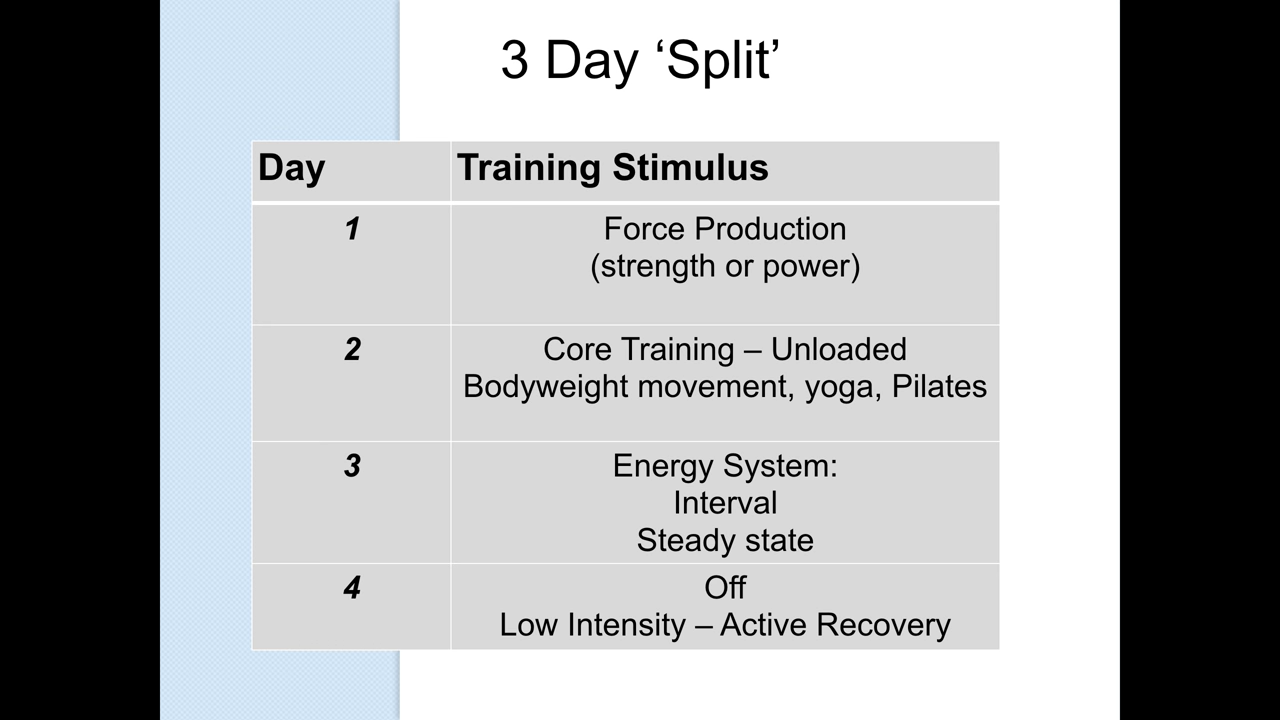 3 Day ‘Split’
Day
Training Stimulus
1
Force Production
(strength or power)
2
Core Training – Unloaded
Bodyweight movement, yoga, Pilates
3
Energy System:
Interval
Steady state
4
Off
Low Intensity – Active Recovery